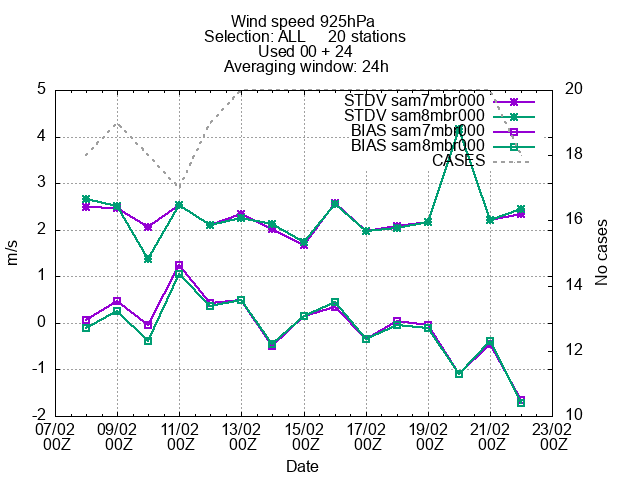 Wind speed 925hPa
Selection: ALL 20 stations
Used 00 + 24
Averaging window: 24h
5 20
STDV sam7mbr000
STDV sam8mbr000
4 BIAS sam7mbr000
BIAS sam8mbr000 18
CASES
3
2 16
m/s
1 No cases
14
0
12
-1
-2 10
07/02 09/02 11/02 13/02 15/02 17/02 19/02 21/02 23/02
00Z 00Z 00Z 00Z 00Z 00Z 00Z 00Z 00Z
Date